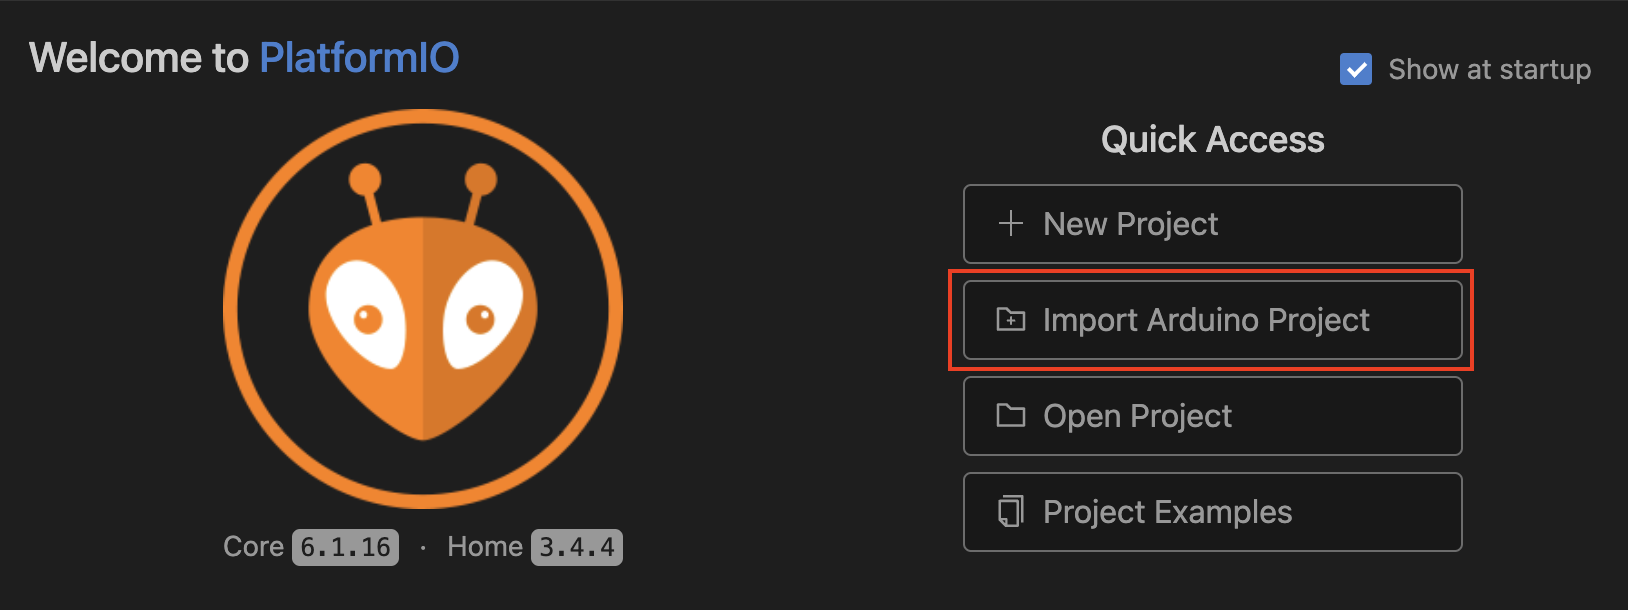 Welcome to PlatformIO
Show at startup
Quick Access
New Project
Import Arduino Project
Open Project
Project Examples
Core 6.1.16 · Home 3.4.4